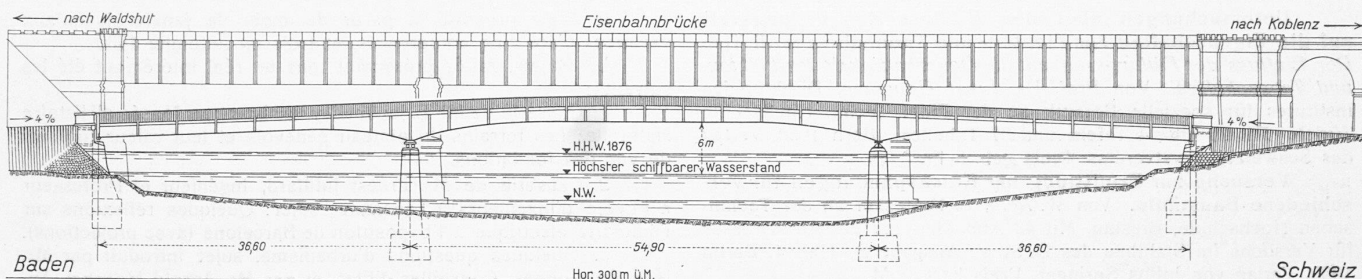 nach Waldshut
Eisenbahnbrücke
nach Koblenz
4%
4%
6m
H.H.W. 1876
Höchster schiffbarer Wasserstand
N.W.
36,60
54,90
36,60
Baden
Hor: 300 m ü.M.
Schweiz